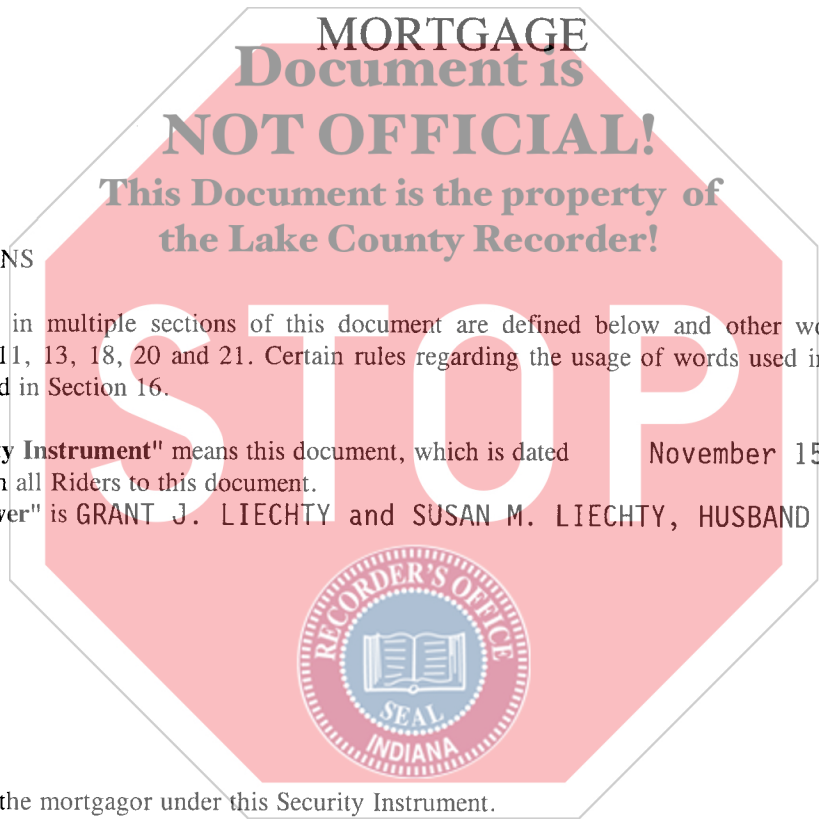 MORTGAGE
Document is
NOT OFFICIAL!
This Document is the property of
the Lake County Recorder!
NS
in multiple sections of this document are defined below and other wo
11, 13, 18, 20 and 21. Certain rules regarding the usage of words used in
d in Section 16.
STOP
y Instrument" means this document, which is dated November 15
n all Riders to this document.
er" is GRANT J. LIECHTY and SUSAN M. LIECHTY, HUSBAND
RECORDER'S OFFICE
SEAL
INDIANA
the mortgagor under this Security Instrument.